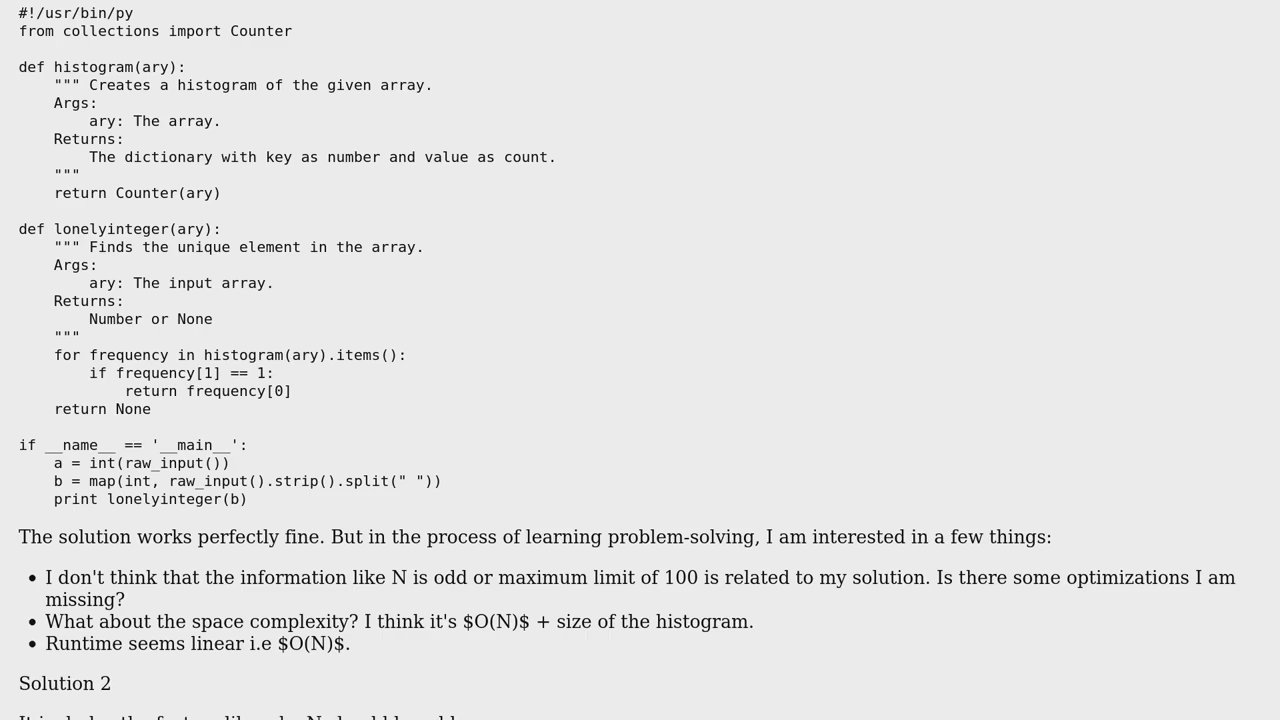 #!/usr/bin/py
from collections import Counter
def histogram(ary):
""" Creates a histogram of the given array.
Args:
ary: The array.
Returns:
The dictionary with key as number and value as count.
"""
return Counter(ary)
def lonelyinteger(ary):
""" Finds the unique element in the array.
Args:
ary: The input array.
Returns:
Number or None
"""
for frequency in histogram(ary).items():
if frequency[1] == 1:
return frequency[0]
return None
if __name__ == '__main__':
a = int(raw_input())
b = map(int, raw_input().strip().split(" "))
print lonelyinteger(b)
The solution works perfectly fine. But in the process of learning problem-solving, I am interested in a few things:
• I don't think that the information like N is odd or maximum limit of 100 is related to my solution. Is there some optimizations I am
missing?
• What about the space complexity? I think it's $O(N)$ + size of the histogram.
• Runtime seems linear i.e $O(N)$.
Solution 2